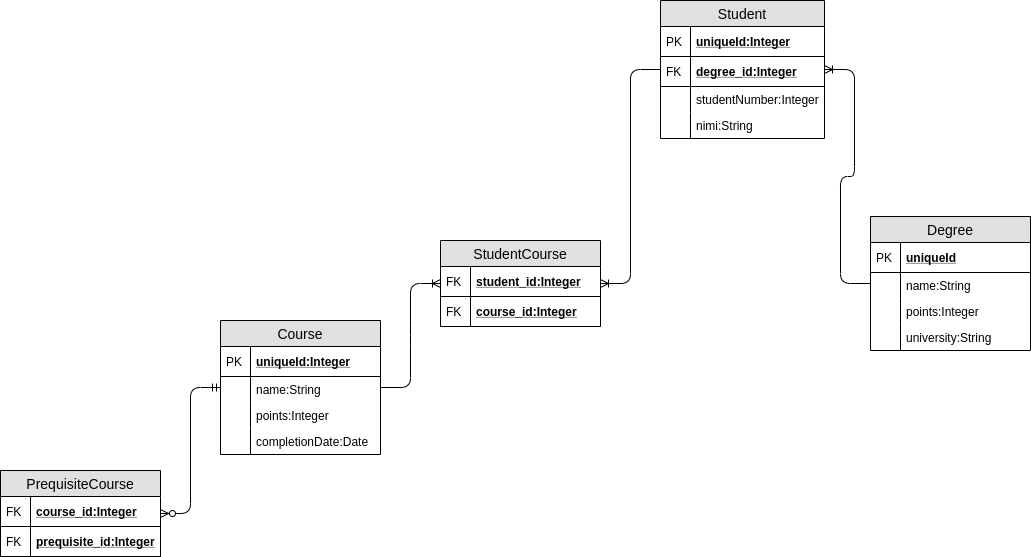 Student
PK uniqueId:Integer
FK degree_id:Integer
studentNumber:Integer
nimi:String
Degree
PK uniqueId
name:String
points:Integer
university:String
StudentCourse
FK student_id:Integer
FK course_id:Integer
Course
PK uniqueId:Integer
name:String
points:Integer
completionDate:Date
PrequisiteCourse
FK course_id:Integer
FK prequisite_id:Integer